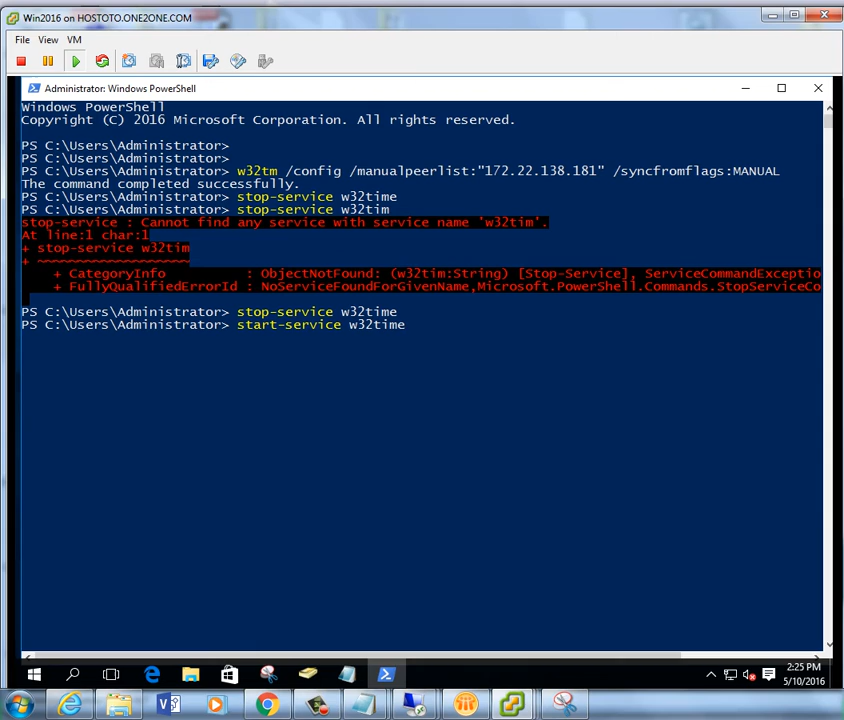 Win2016 on HOSTOTO.ONE2ONE.COM
File View VM
Administrator: Windows PowerShell
Windows PowerShell
Copyright (C) 2016 Microsoft Corporation. All rights reserved.
PS C:\Users\Administrator>
PS C:\Users\Administrator>
PS C:\Users\Administrator> w32tm /config /manualpeerlist:"172.22.138.181" /syncfromflags:MANUAL
The command completed successfully.
PS C:\Users\Administrator> stop-service w32time
PS C:\Users\Administrator> stop-service w32tim
stop-service : Cannot find any service with service name 'w32tim'.
At line:1 char:1
+ stop-service w32tim
+ ~~~~~~~~~~~~~~~~~~~
+ CategoryInfo : ObjectNotFound: (w32tim:String) [Stop-Service], ServiceCommandExceptio
+ FullyQualifiedErrorId : NoServiceFoundForGivenName,Microsoft.PowerShell.Commands.StopServiceCo
PS C:\Users\Administrator> stop-service w32time
PS C:\Users\Administrator> start-service w32time
2:25 PM
5/10/2016